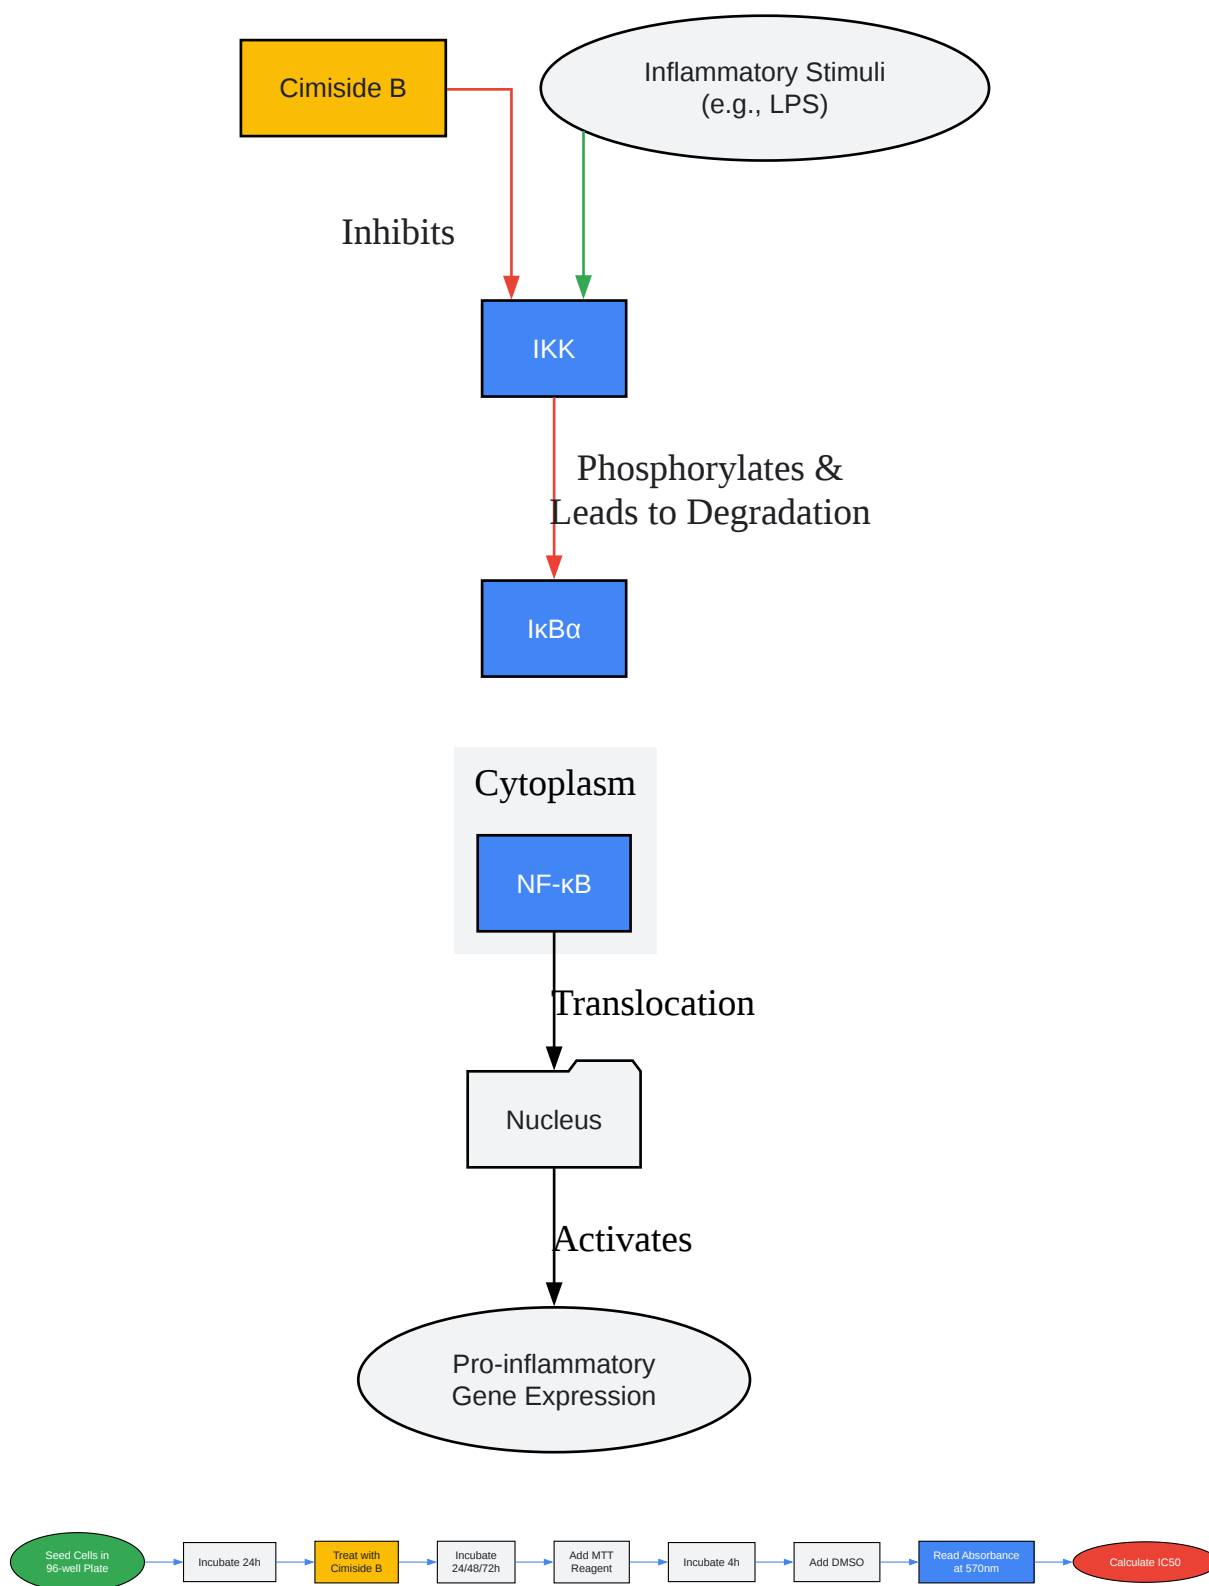 Cimiside B
Inflammatory Stimuli
(e.g., LPS)
Inhibits
IKK
Phosphorylates &
Leads to Degradation
IκBα
Cytoplasm
NF-κB
Translocation
Nucleus
Activates
Pro-inflammatory
Gene Expression
Seed Cells in
96-well Plate
Incubate 24h
Treat with
Cimiside B
Incubate
24/48/72h
Add MTT
Reagent
Incubate 4h
Add DMSO
Read Absorbance
at 570nm
Calculate IC50